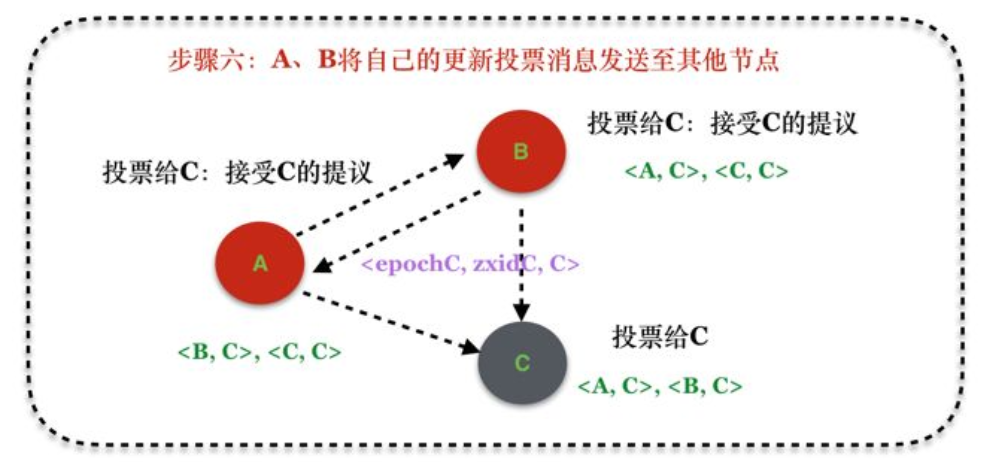 步骤六：A、B将自己的更新投票消息发送至其他节点
投票给C：接受C的提议
B
<A, C>, <C, C>
投票给C：接受C的提议
A
<epochC, zxidC, C>
<B, C>, <C, C>
投票给C
C
<A, C>, <B, C>